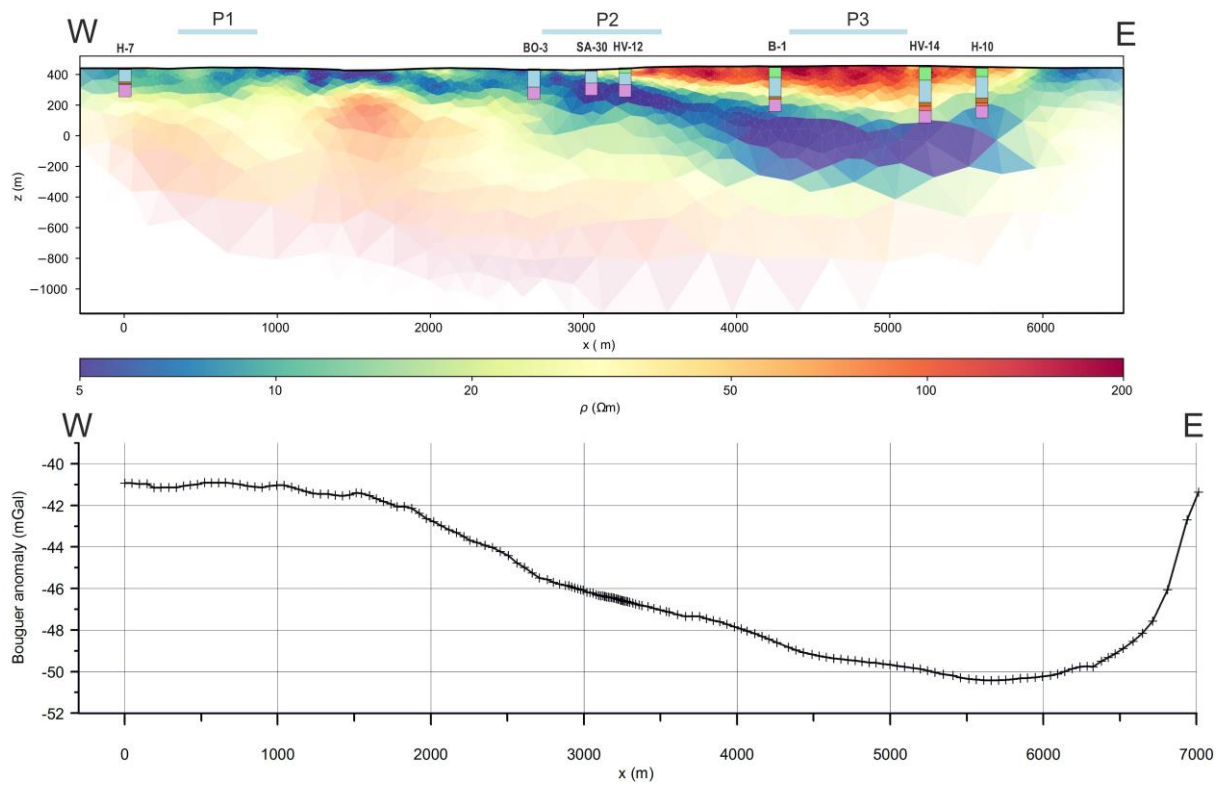 W P1 P2 P3 E
H-7 BO-3 SA-30 HV-12 B-1 HV-14 H-10
400
200
0
−200
−400
−600
−800
−1000
z (m)
0 1000 2000 3000 4000 5000 6000
x ( m)
5 10 20 50 100 200
ρ (Ωm)
W E
-40
-42
-44
-46
-48
-50
-52
Bouguer anomaly (mGal)
0 1000 2000 3000 4000 5000 6000 7000
x (m)